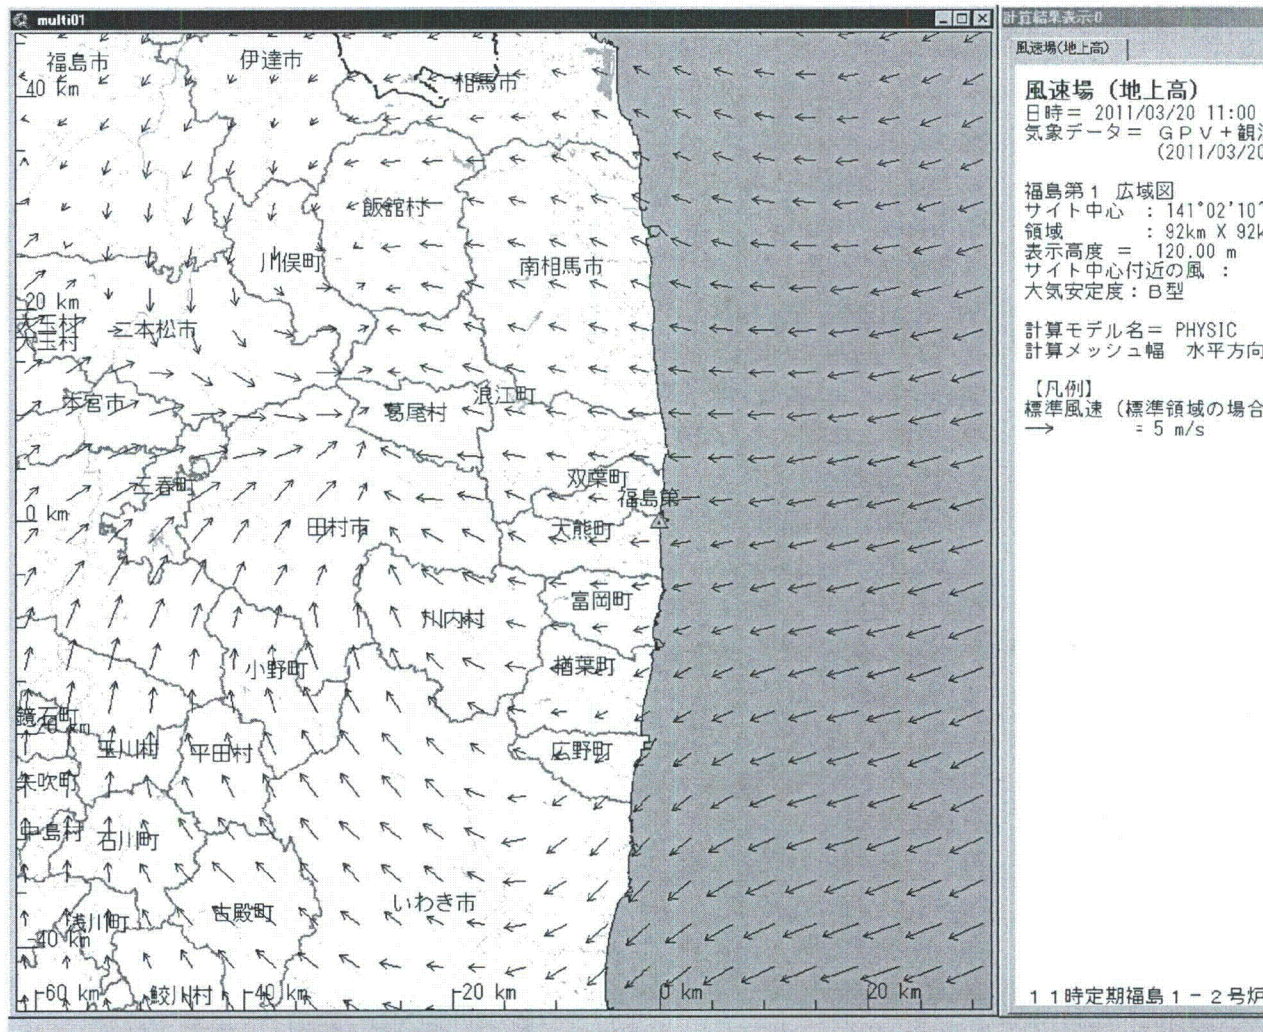 multi01
計算結果表示0
風速場(地上高)
福島市
伊達市
相馬市
40 km
飯舘村
川俣町
南相馬市
20 km
大玉村
大玉村
二本松市
本宮市
葛尾村
浪江町
三春町
双葉町
福島第一
0 km
田村市
大熊町
富岡町
川内村
小野町
楢葉町
鏡石町
-20 km
玉川村
平田村
広野町
矢吹町
中島村
石川町
いわき市
古殿町
浅川町
-40 km
-60 km
鮫川村
-40 km
-20 km
0 km
20 km
風速場(地上高)
日時= 2011/03/20 11:00
気象データ= GPV+観測
(2011/03/20
福島第1 広域図
サイト中心 : 141°02'10"
領域 : 92km X 92k
表示高度 = 120.00 m
サイト中心付近の風 :
大気安定度:B型
計算モデル名= PHYSIC
計算メッシュ幅 水平方向
【凡例】
標準風速(標準領域の場合
→ = 5 m/s
11時定期福島1-2号炉